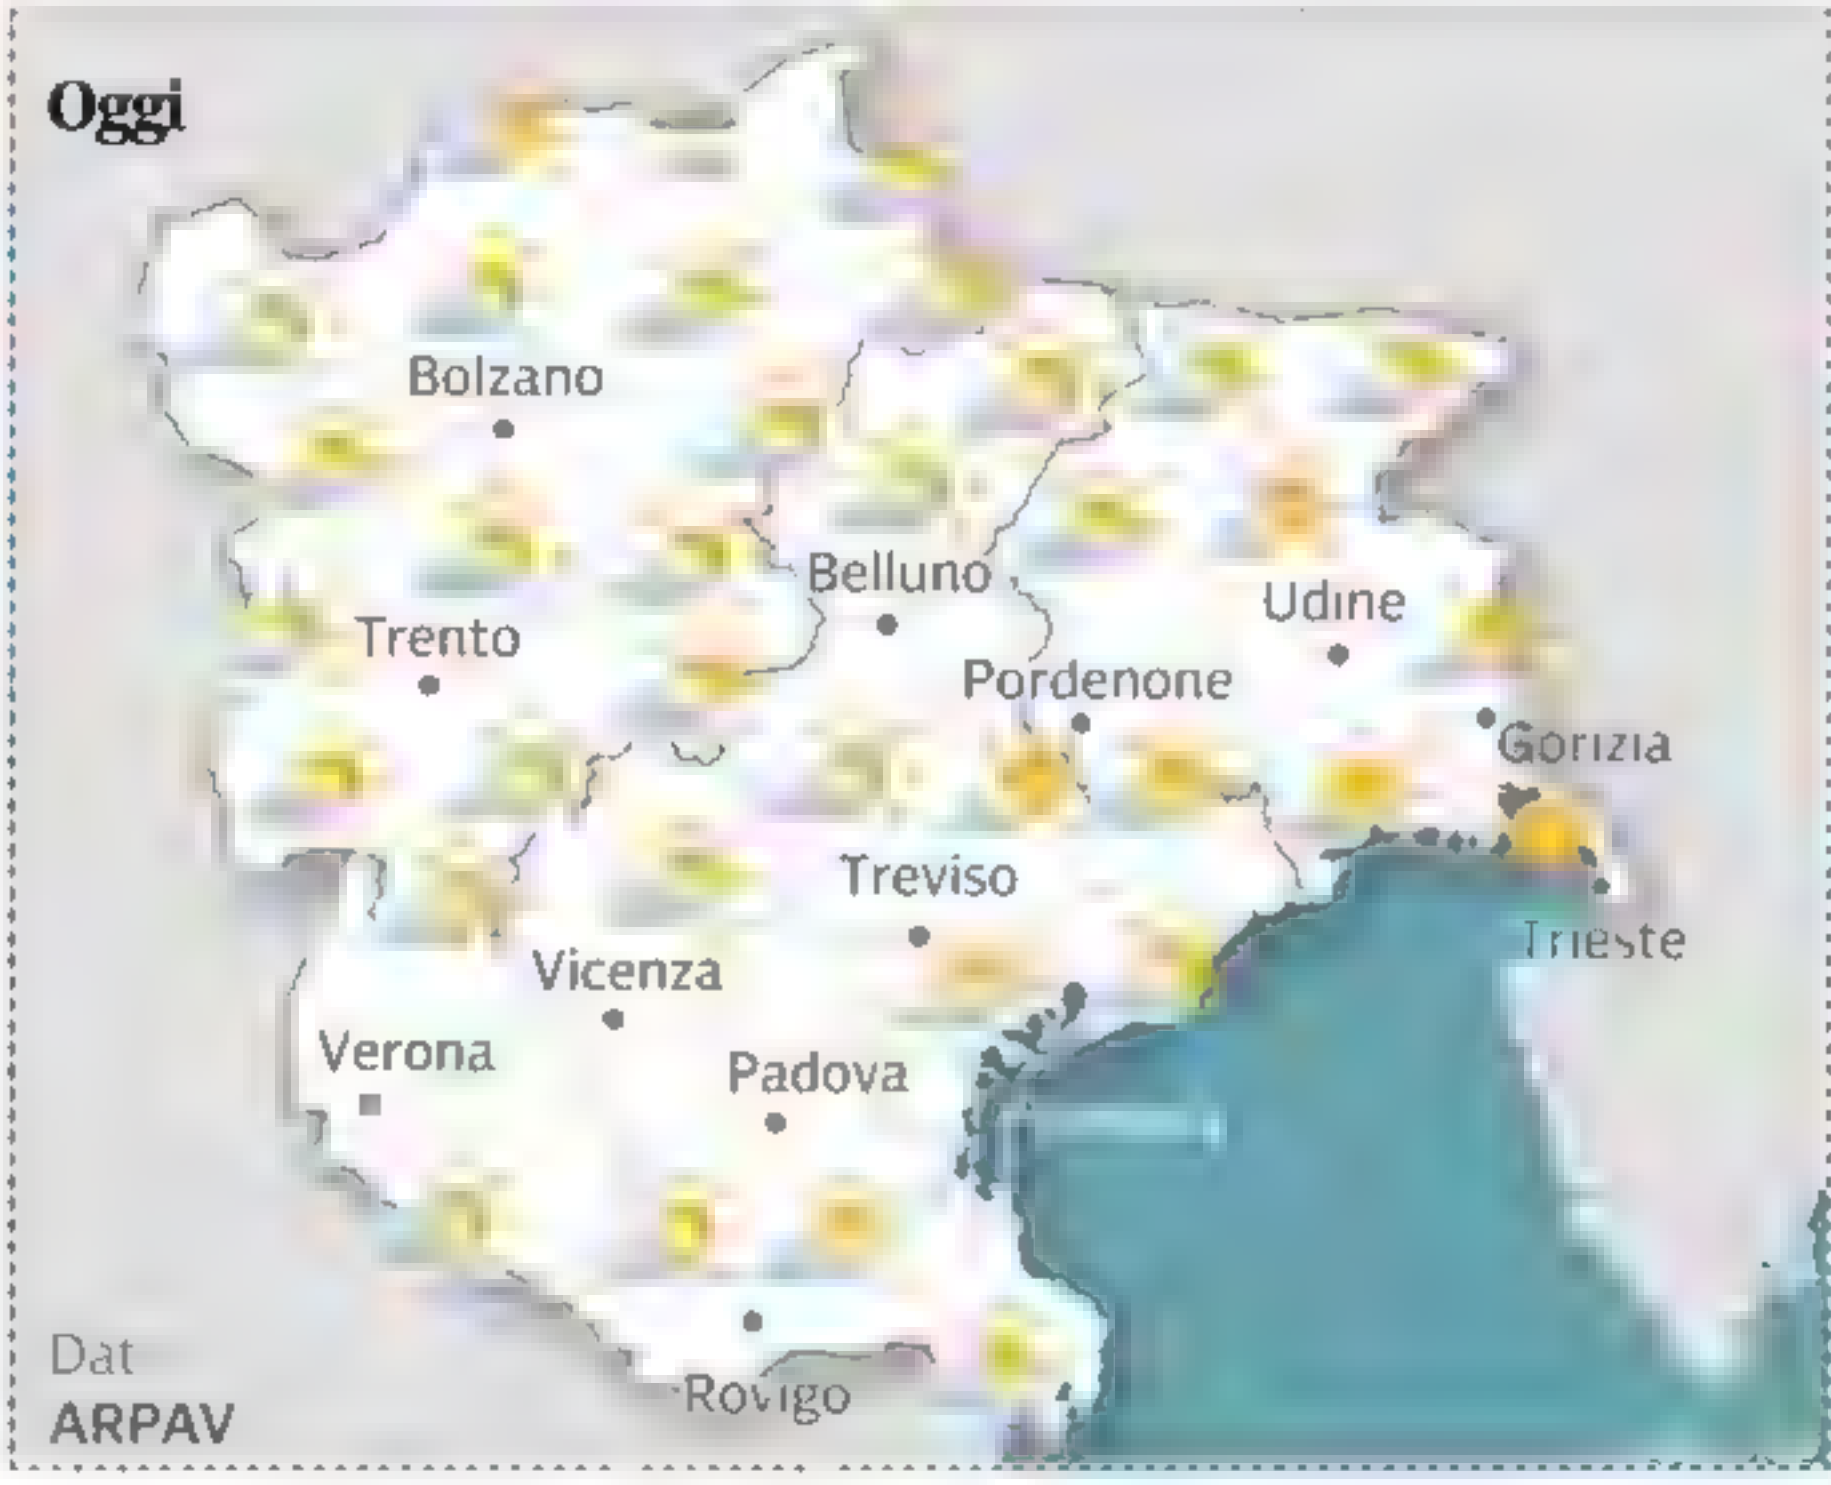 Oggi
Bolzano
Belluno
Udine
Trento
Pordenone
Gorizia
Treviso
Trieste
Vicenza
Verona
Padova
Rovigo
Dat
ARPAV